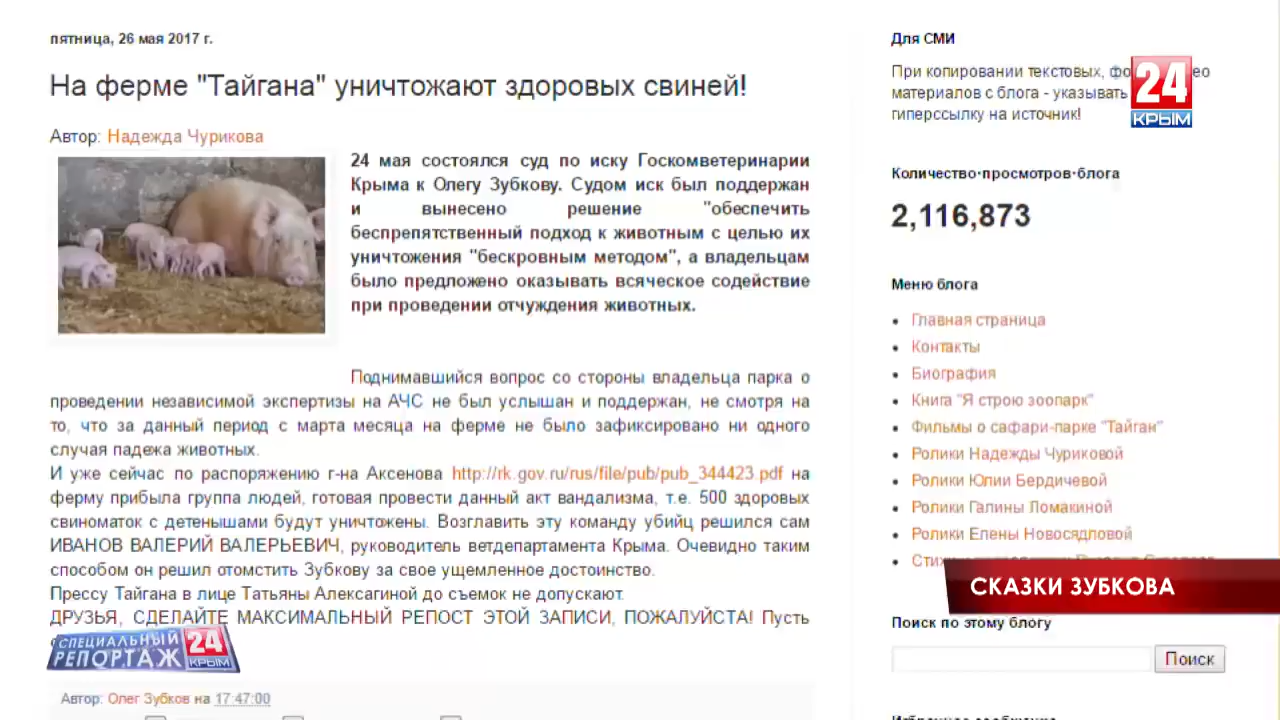 пятница, 26 мая 2017 г.
На ферме "Тайгана" уничтожают здоровых свиней!
Автор: Надежда Чурикова
24 мая состоялся суд по иску Госкомветеринарии
Крыма к Олегу Зубкову. Судом иск был поддержан
и вынесено решение "обеспечить
беспрепятственный подход к животным с целью их
уничтожения "бескровным методом", а владельцам
было предложено оказывать всяческое содействие
при проведении отчуждения животных.
Поднимавшийся вопрос со стороны владельца парка о
проведении независимой экспертизы на АЧС не был услышан и поддержан, не смотря на
то, что за данный период с марта месяца на ферме не было зафиксировано ни одного
случая падежа животных.
И уже сейчас по распоряжению г-на Аксенова http://rk.gov.ru/rus/file/pub/pub_344423.pdf на
ферму прибыла группа людей, готовая провести данный акт вандализма, т.е. 500 здоровых
свиноматок с детенышами будут уничтожены. Возглавить эту команду убийц решился сам
ИВАНОВ ВАЛЕРИЙ ВАЛЕРЬЕВИЧ, руководитель ветдепартамента Крыма. Очевидно таким
способом он решил отомстить Зубкову за свое ущемленное достоинство.
Прессу Тайгана в лице Татьяны Алексагиной до съемок не допускают.
ДРУЗЬЯ, СДЕЛАЙТЕ МАКСИМАЛЬНЫЙ РЕПОСТ ЭТОЙ ЗАПИСИ, ПОЖАЛУЙСТА! Пусть
СПЕЦИАЛЬНЫЙ
РЕПОРТАЖ
24
КРЫМ
Автор: Олег Зубков на 17:47:00
Для СМИ
При копировании текстовых,
материалов с блога - указывать
гиперссылку на источник!
24
КРЫМ
Количество·просмотров·блога
2,116,873
Меню блога
Главная страница
Контакты
Биография
Книга "Я строю зоопарк"
Фильмы о сафари-парке "Тайган"
Ролики Надежды Чуриковой
Ролики Юлии Бердичевой
Ролики Галины Ломакиной
Ролики Елены Новосядловой
СКАЗКИ ЗУБКОВА
Поиск по этому блогу
Поиск